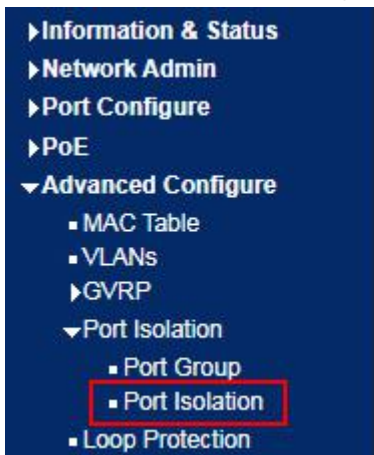 Information & Status
Network Admin
Port Configure
PoE
Advanced Configure
MAC Table
VLANs
GVRP
Port Isolation
Port Group
Port Isolation
Loop Protection